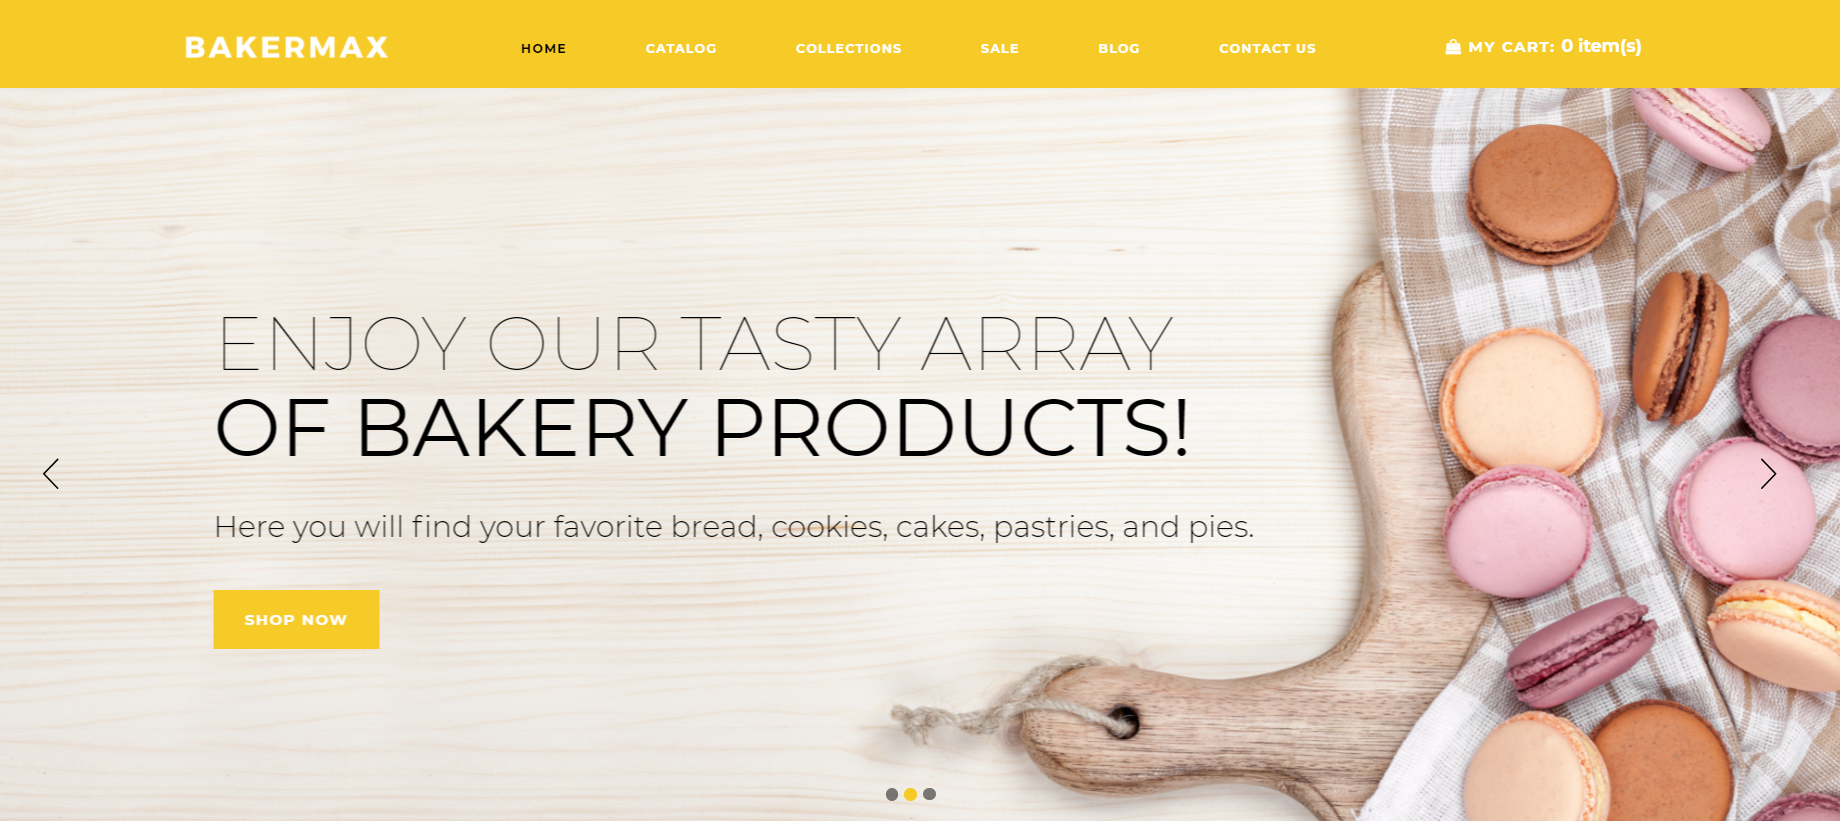 BAKERMAX
HOME CATALOG COLLECTIONS SALE BLOG CONTACT US
MY CART: 0 item(s)
ENJOY OUR TASTY ARRAY
OF BAKERY PRODUCTS!
Here you will find your favorite bread, cookies, cakes, pastries, and pies.
SHOP NOW